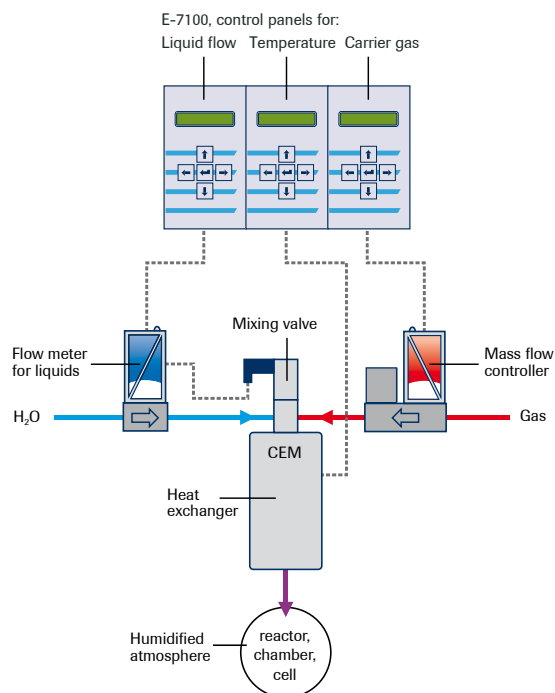 E-7100, control panels for:
Liquid flow Temperature Carrier gas
Mixing valve
Flow meter
for liquids
Mass flow
controller
H₂O
Gas
CEM
Heat
exchanger
Humidified
atmosphere
reactor,
chamber,
cell